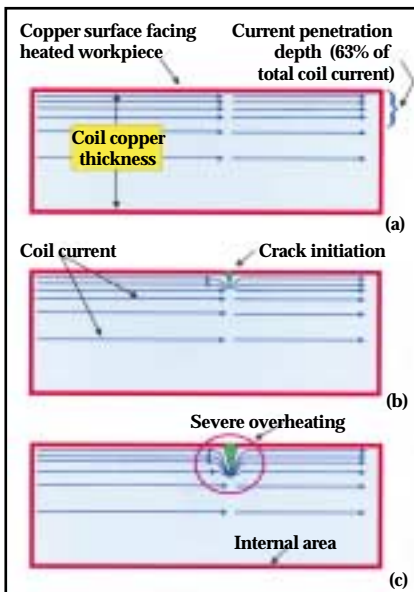 Copper surface facing
heated workpiece
Current penetration
depth (63% of
total coil current)
Coil copper
thickness
(a)
Coil current
Crack initiation
(b)
Severe overheating
Internal area
(c)